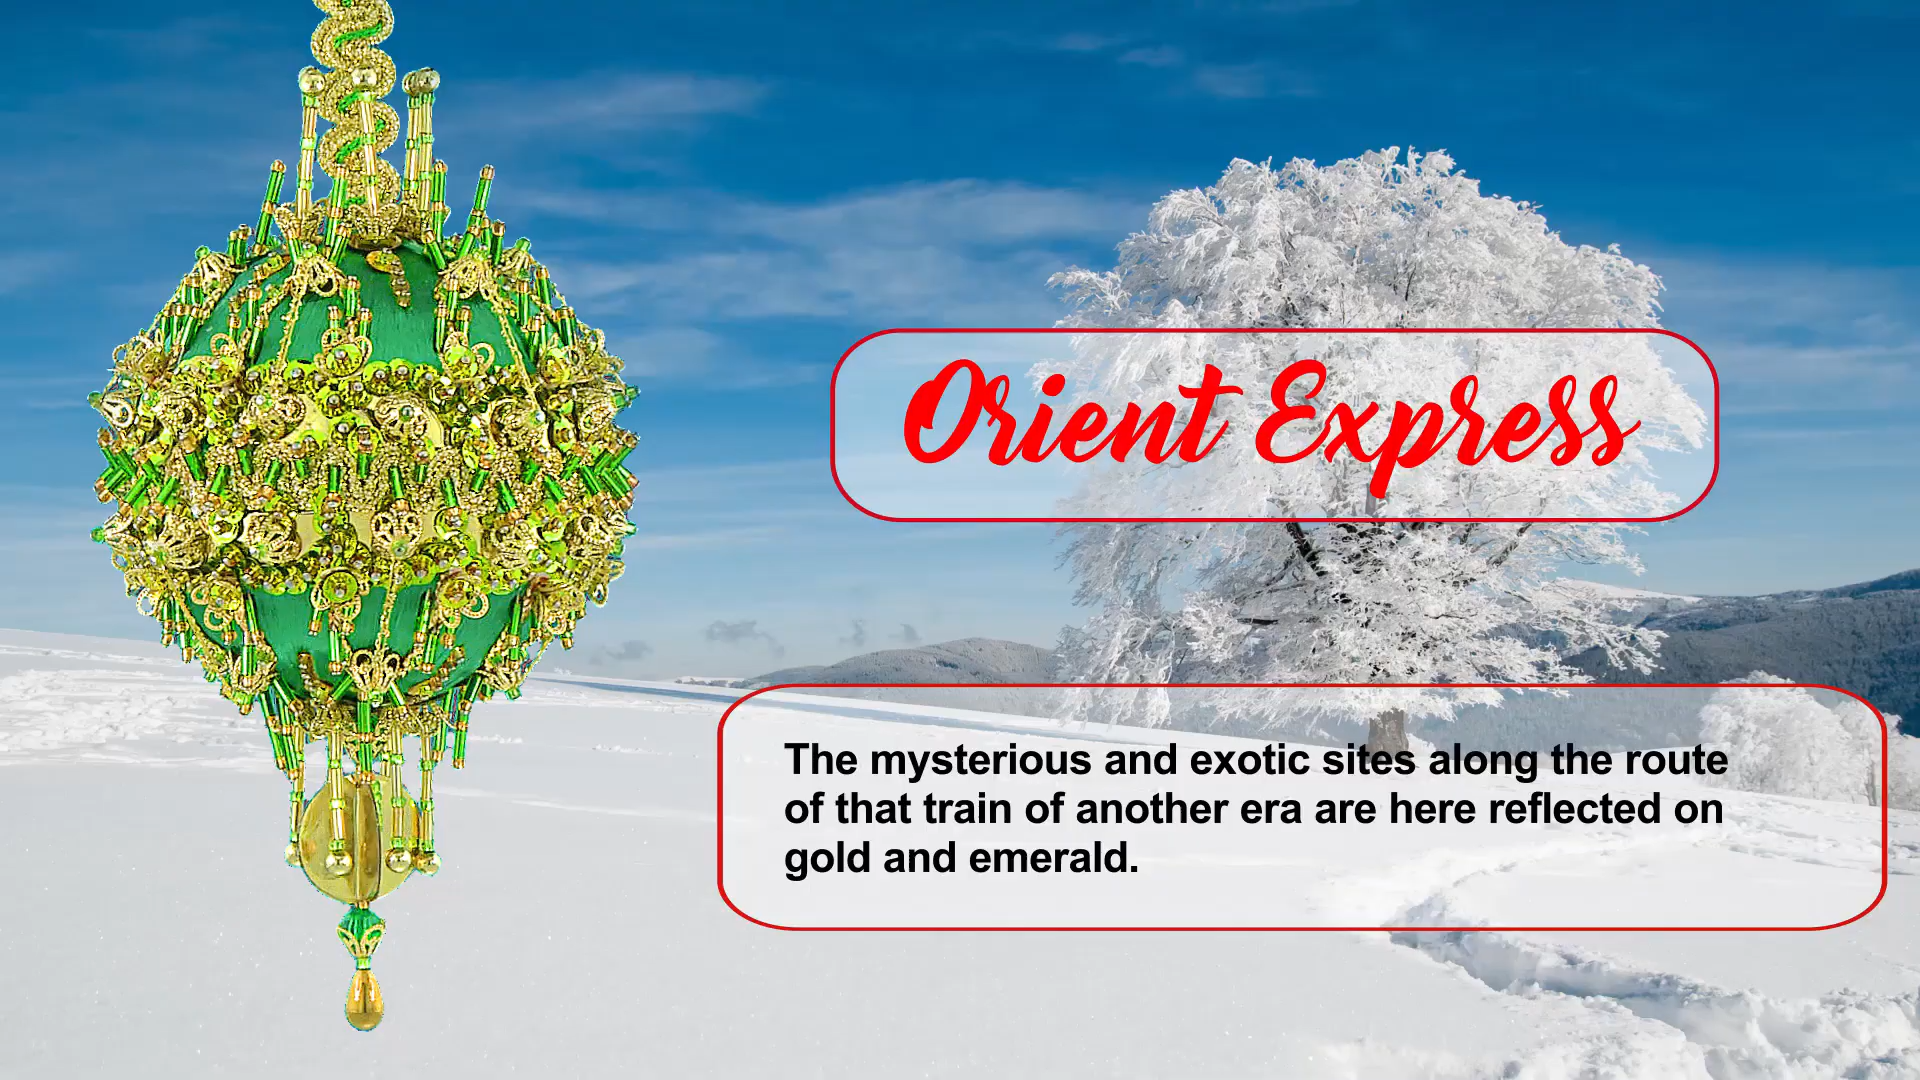 Orient Express
The mysterious and exotic sites along the route
of that train of another era are here reflected on
gold and emerald.